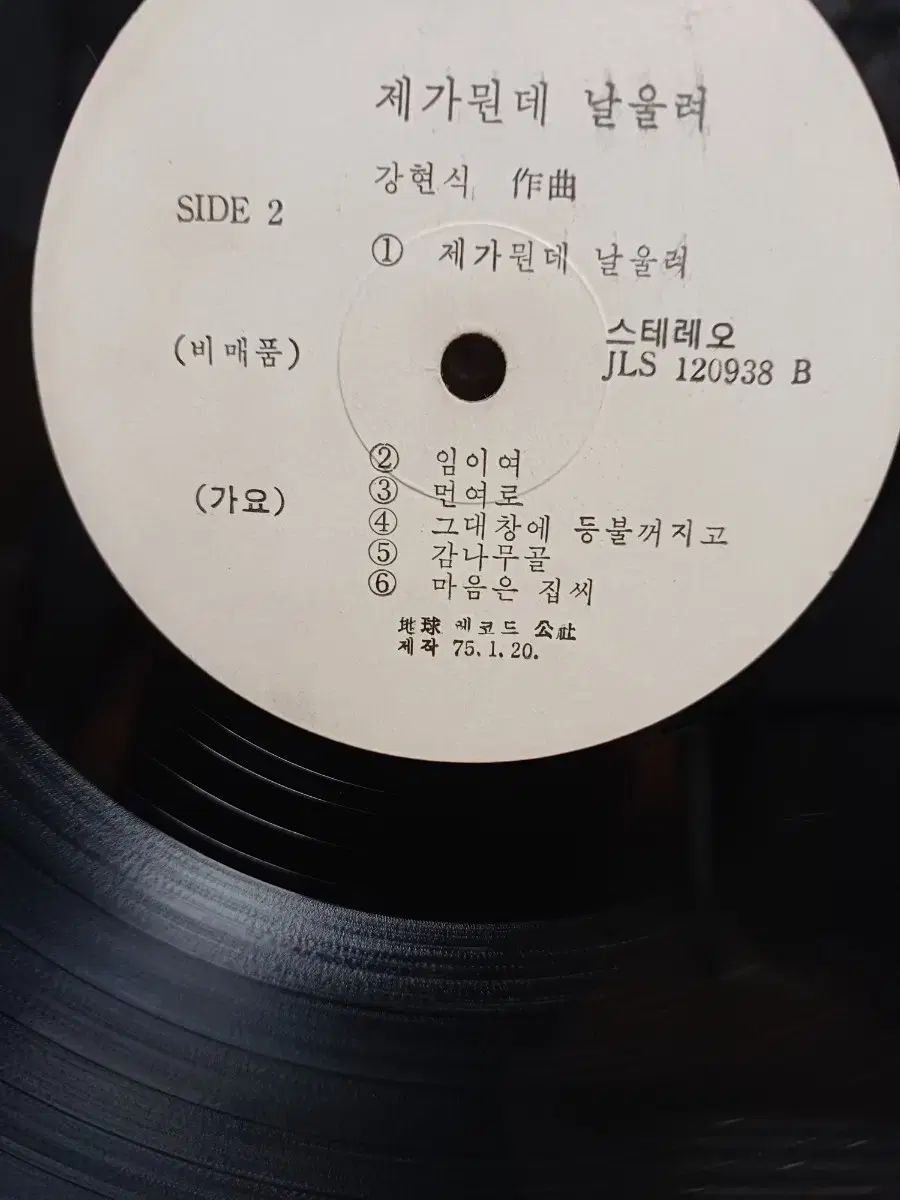 제가뭔데 날울려
강현식 作曲
SIDE 2
① 제가뭔데 날울려
(비매품)
스테레오
JLS 120938 B
② 임이여
③ 먼여로
(가요)
④ 그대창에 등불꺼지고
⑤ 감나무골
⑥ 마음은 집씨
地球 레코드 公社
제작 75.1.20.